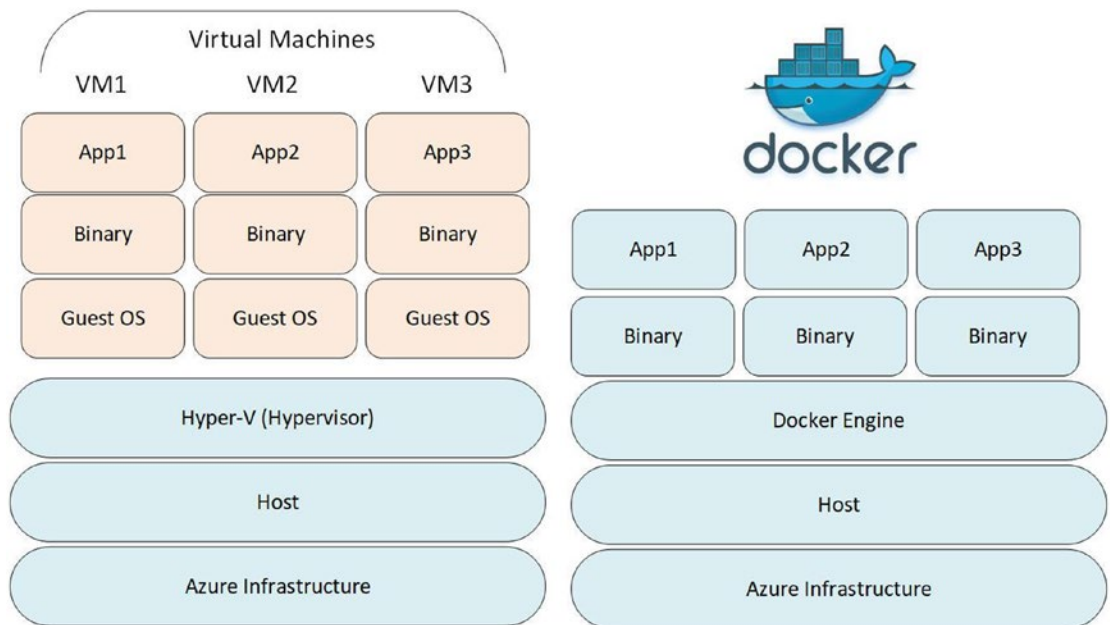 Virtual Machines
VM1 VM2 VM3
App1 App2 App3
Binary Binary Binary
Guest OS Guest OS Guest OS
Hyper-V (Hypervisor)
Host
Azure Infrastructure
docker
App1 App2 App3
Binary Binary Binary
Docker Engine
Host
Azure Infrastructure